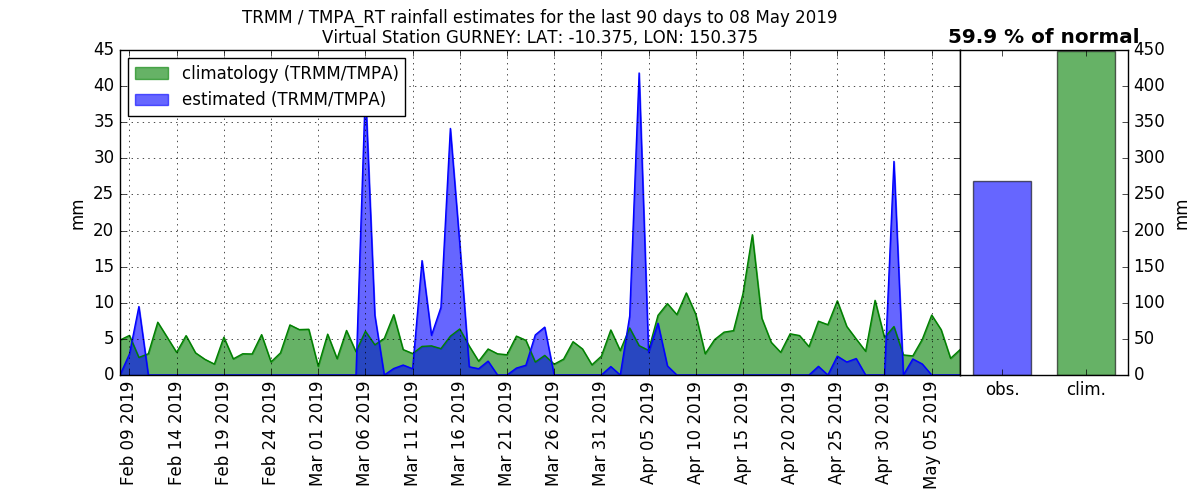 TRMM / TMPA_RT rainfall estimates for the last 90 days to 08 May 2019
Virtual Station GURNEY: LAT: -10.375, LON: 150.375
59.9 % of normal
climatology (TRMM/TMPA)
estimated (TRMM/TMPA)
mm
45
40
35
30
25
20
15
10
5
0
Feb 09 2019
Feb 14 2019
Feb 19 2019
Feb 24 2019
Mar 01 2019
Mar 06 2019
Mar 11 2019
Mar 16 2019
Mar 21 2019
Mar 26 2019
Mar 31 2019
Apr 05 2019
Apr 10 2019
Apr 15 2019
Apr 20 2019
Apr 25 2019
Apr 30 2019
May 05 2019
obs.
clim.
450
400
350
300
250
200
150
100
50
0
mm